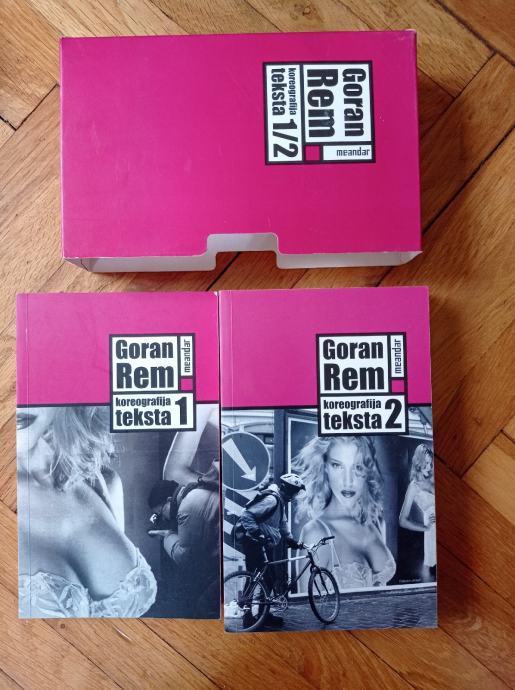 Goran
Rem
koreografija
teksta 1/2
meandar
Goran
Rem
koreografija
teksta 1
meandar
Goran
Rem
koreografija
teksta 2
meandar